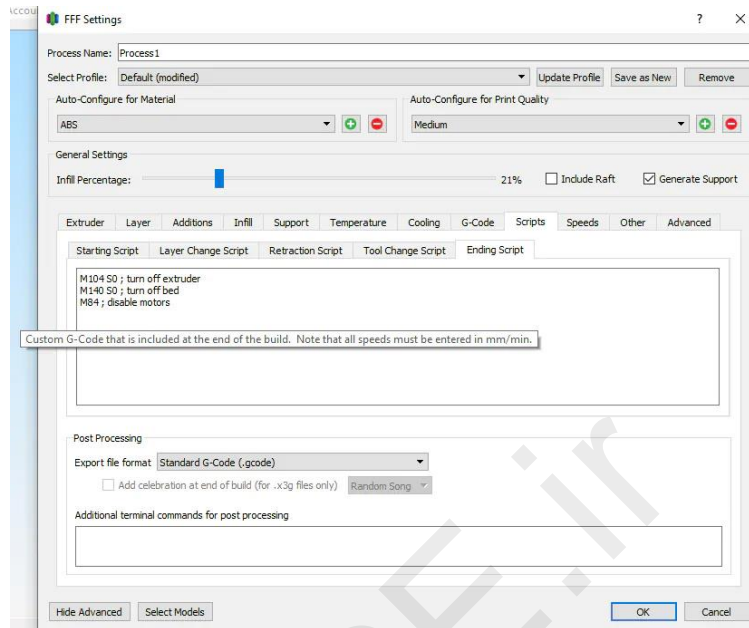 Accou
FFF Settings ? X
Process Name: Process1
Select Profile: Default (modified) Update Profile Save as New Remove
Auto-Configure for Material Auto-Configure for Print Quality
ABS Medium
General Settings
Infill Percentage: 21% Include Raft Generate Support
Extruder Layer Additions Infill Support Temperature Cooling G-Code Scripts Speeds Other Advanced
Starting Script Layer Change Script Retraction Script Tool Change Script Ending Script
M104 S0 ; turn off extruder
M140 S0 ; turn off bed
M84 ; disable motors
Custom G-Code that is included at the end of the build. Note that all speeds must be entered in mm/min.
Post Processing
Export file format Standard G-Code (.gcode)
Add celebration at end of build (for .x3g files only) Random Song
Additional terminal commands for post processing
Hide Advanced Select Models OK Cancel
E.ir